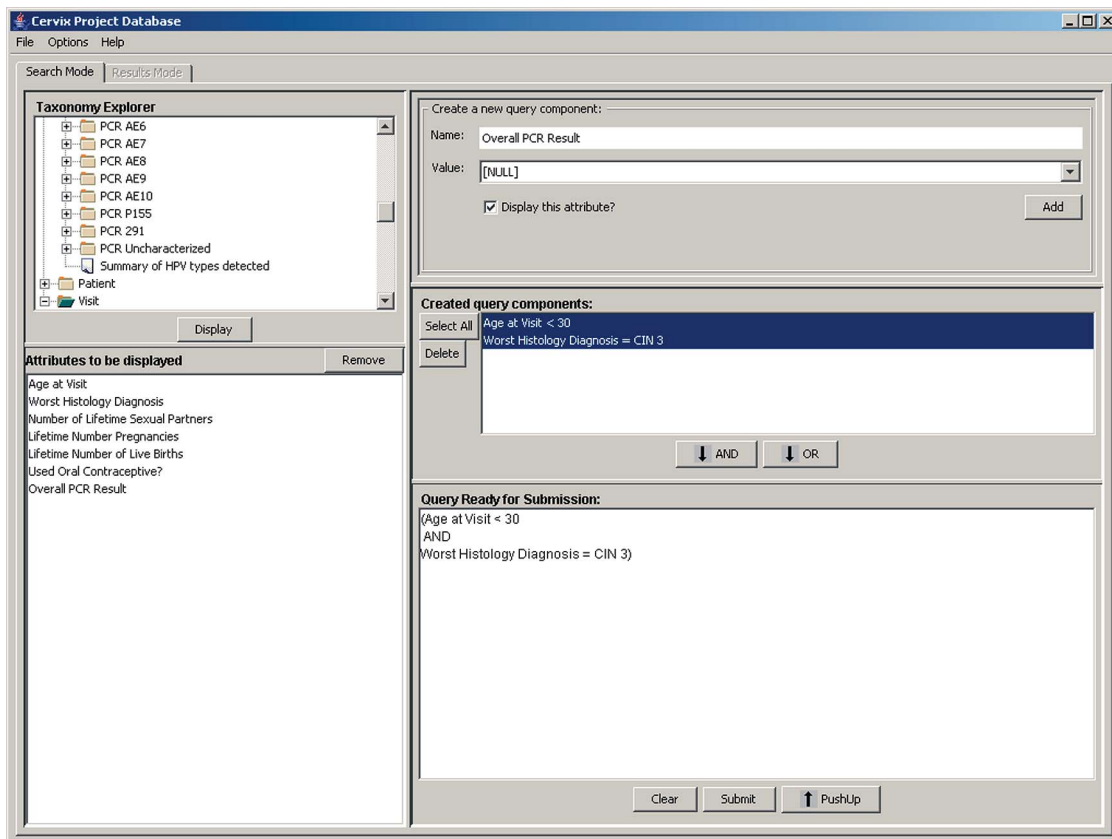 Cervix Project Database
File Options Help
Search Mode Results Mode
Taxonomy Explorer
PCR AE6
PCR AE7
PCR AE8
PCR AE9
PCR AE10
PCR P155
PCR 291
PCR Uncharacterized
Summary of HPV types detected
Patient
Visit
Display
Attributes to be displayed
Remove
Age at Visit
Worst Histology Diagnosis
Number of Lifetime Sexual Partners
Lifetime Number Pregnancies
Lifetime Number of Live Births
Used Oral Contraceptive?
Overall PCR Result
Create a new query component:
Name: Overall PCR Result
Value: [NULL]
Display this attribute?
Add
Created query components:
Select All
Delete
Age at Visit < 30
Worst Histology Diagnosis = CIN 3
AND OR
Query Ready for Submission:
(Age at Visit < 30
AND
Worst Histology Diagnosis = CIN 3)
Clear Submit PushUp